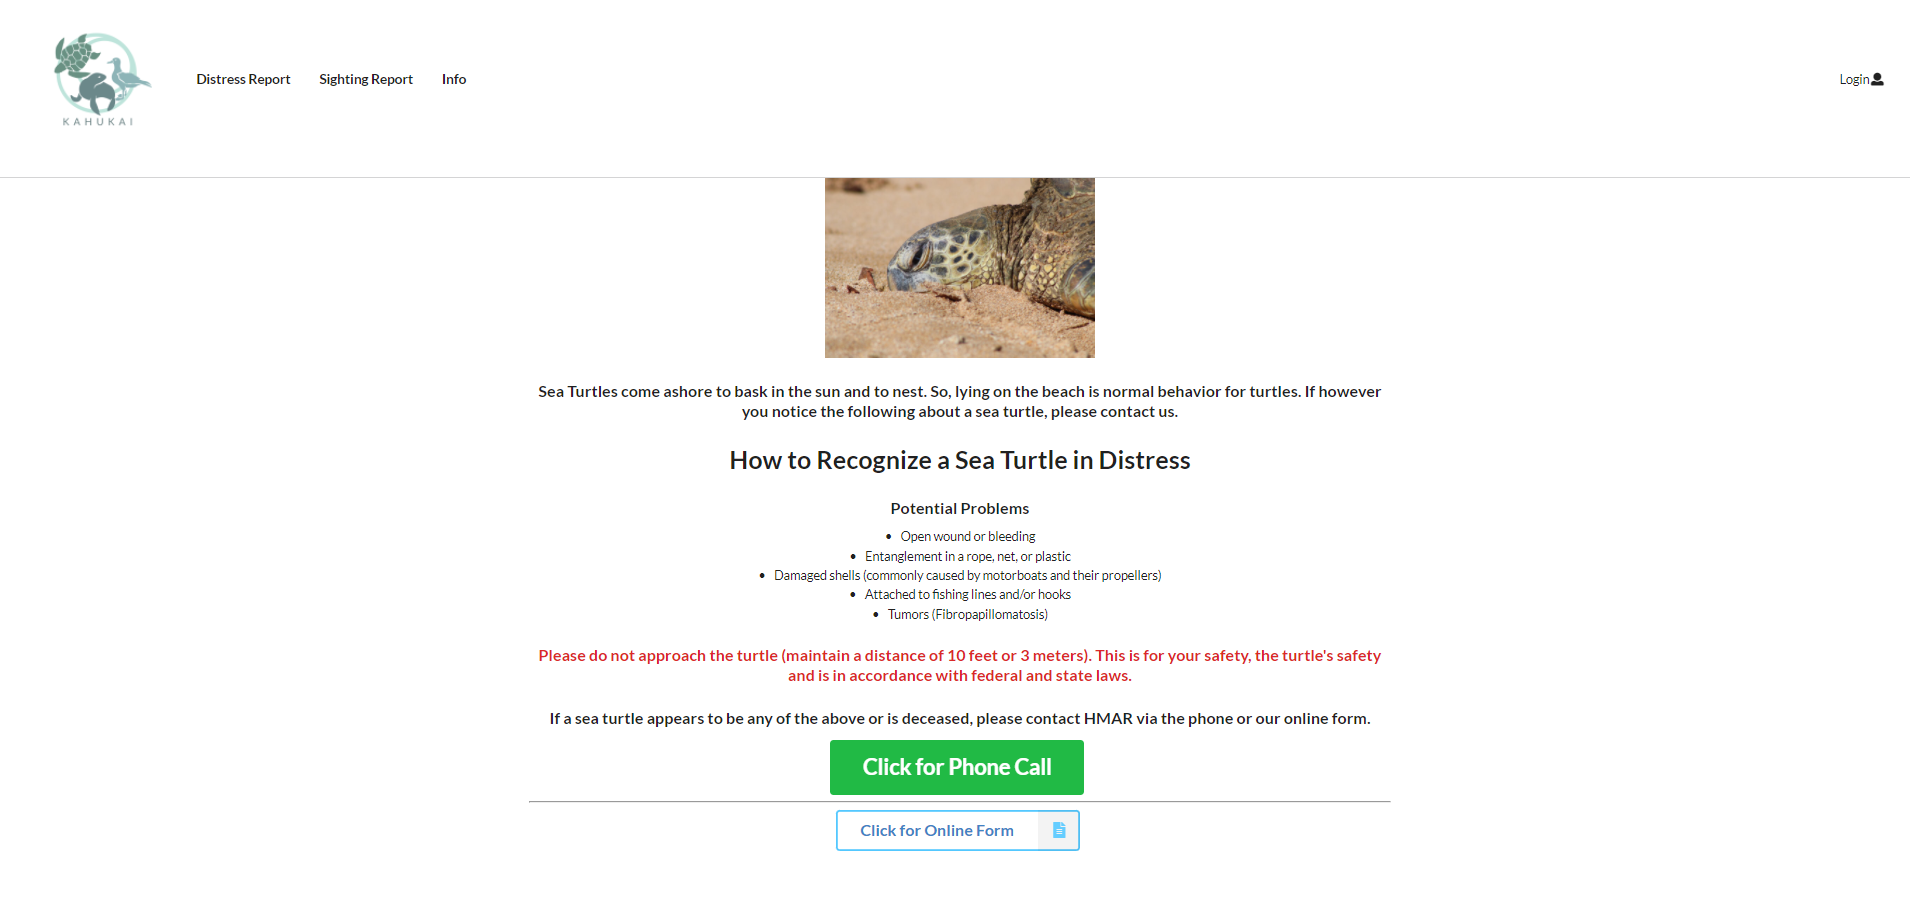 KAHUKAI
Distress Report
Sighting Report
Info
Login
Sea Turtles come ashore to bask in the sun and to nest. So, lying on the beach is normal behavior for turtles. If however
you notice the following about a sea turtle, please contact us.
How to Recognize a Sea Turtle in Distress
Potential Problems
• Open wound or bleeding
• Entanglement in a rope, net, or plastic
• Damaged shells (commonly caused by motorboats and their propellers)
• Attached to fishing lines and/or hooks
• Tumors (Fibropapillomatosis)
Please do not approach the turtle (maintain a distance of 10 feet or 3 meters). This is for your safety, the turtle's safety
and is in accordance with federal and state laws.
If a sea turtle appears to be any of the above or is deceased, please contact HMAR via the phone or our online form.
Click for Phone Call
Click for Online Form